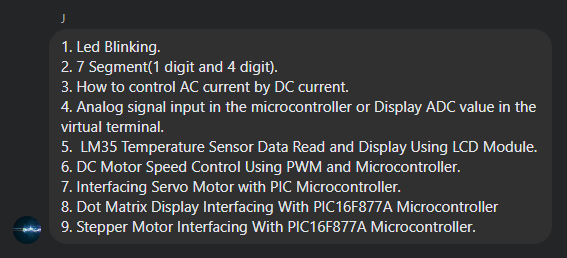 J
1. Led Blinking.
2. 7 Segment(1 digit and 4 digit).
3. How to control AC current by DC current.
4. Analog signal input in the microcontroller or Display ADC value in the
virtual terminal.
5.  LM35 Temperature Sensor Data Read and Display Using LCD Module.
6. DC Motor Speed Control Using PWM and Microcontroller.
7. Interfacing Servo Motor with PIC Microcontroller.
8. Dot Matrix Display Interfacing With PIC16F877A Microcontroller
9. Stepper Motor Interfacing With PIC16F877A Microcontroller.